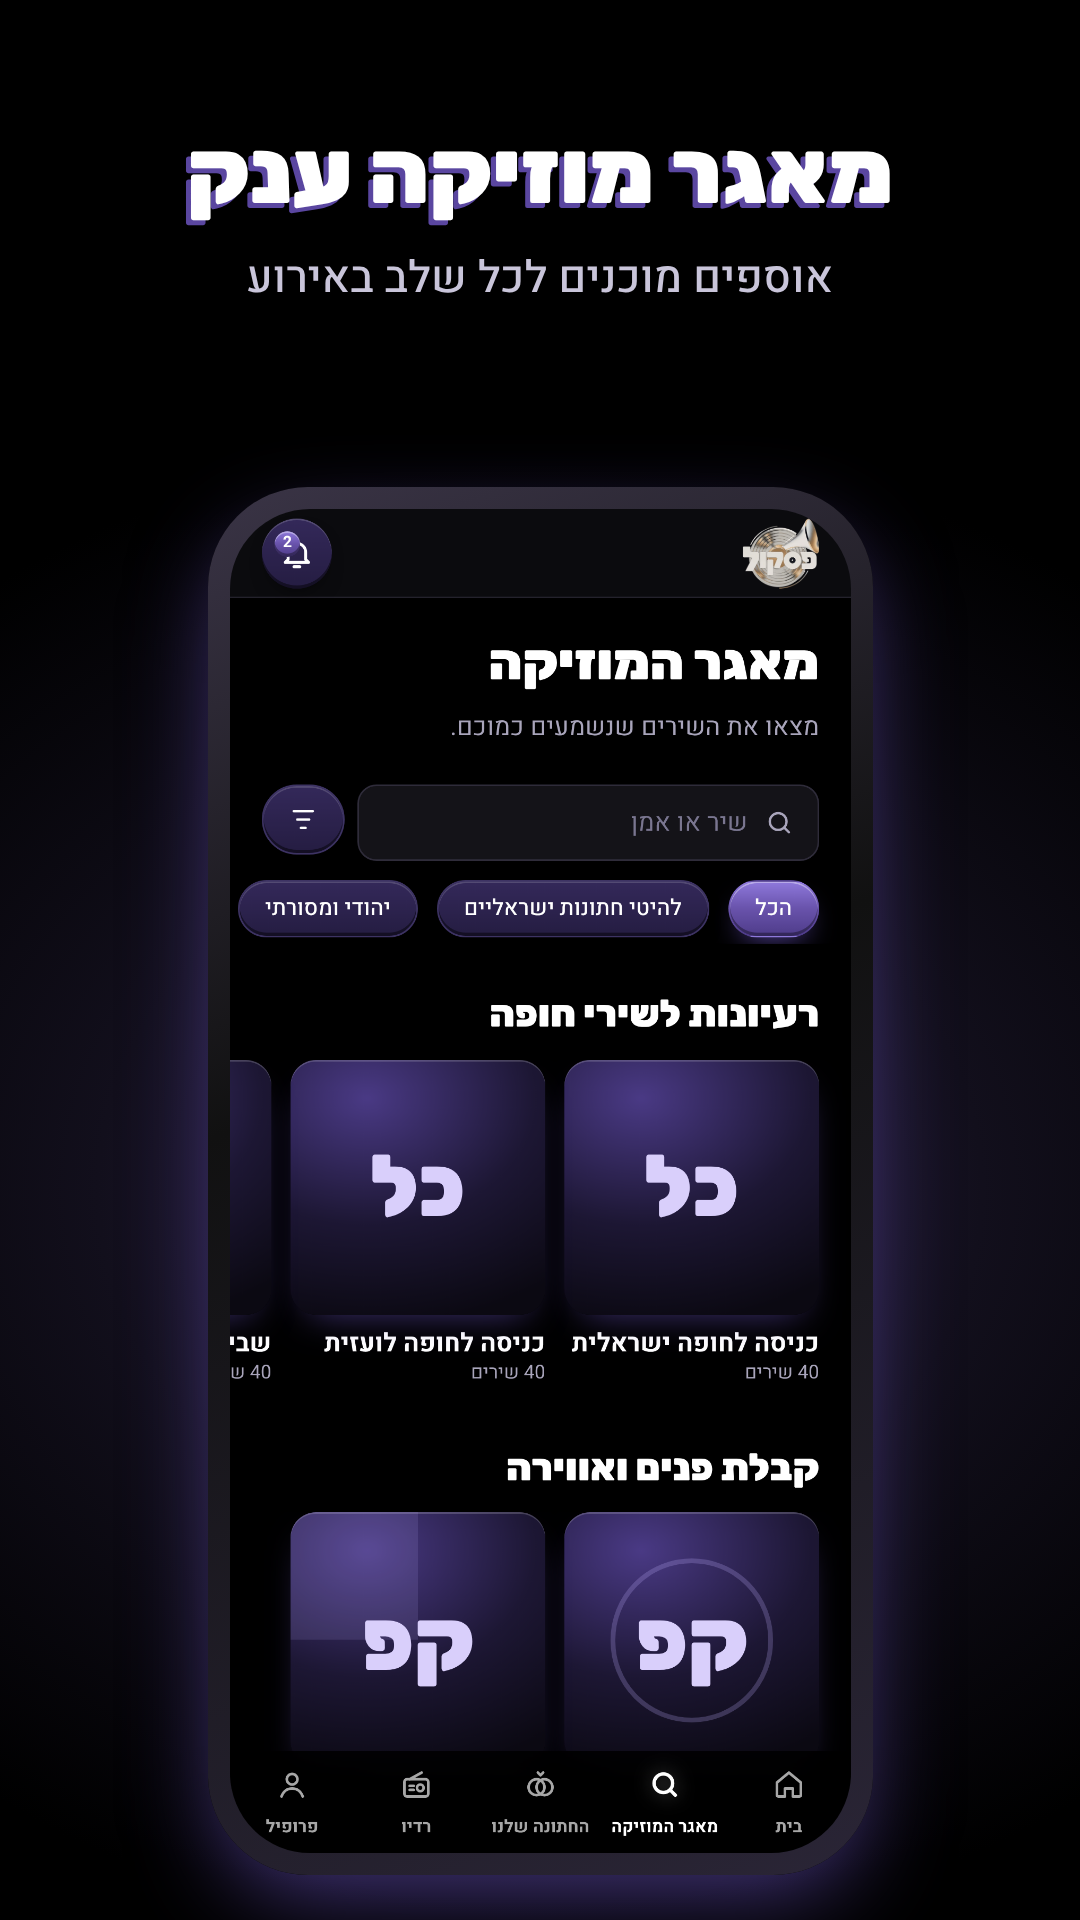 מאגר מוזיקה ענק
אוספים מוכנים לכל שלב באירוע
פסקול
2
מאגר המוזיקה
מצאו את השירים שנשמעים כמוכם.
שיר או אמן
הכל
להיטי חתונות ישראליים
יהודי ומסורתי
רעיונות לשירי חופה
כל
כל
כניסה לחופה ישראלית
כניסה לחופה לועזית
שבי
40 שירים
40 שירים
40 ש
קבלת פנים ואווירה
קפ
קפ
בית
מאגר המוזיקה
החתונה שלנו
רדיו
פרופיל